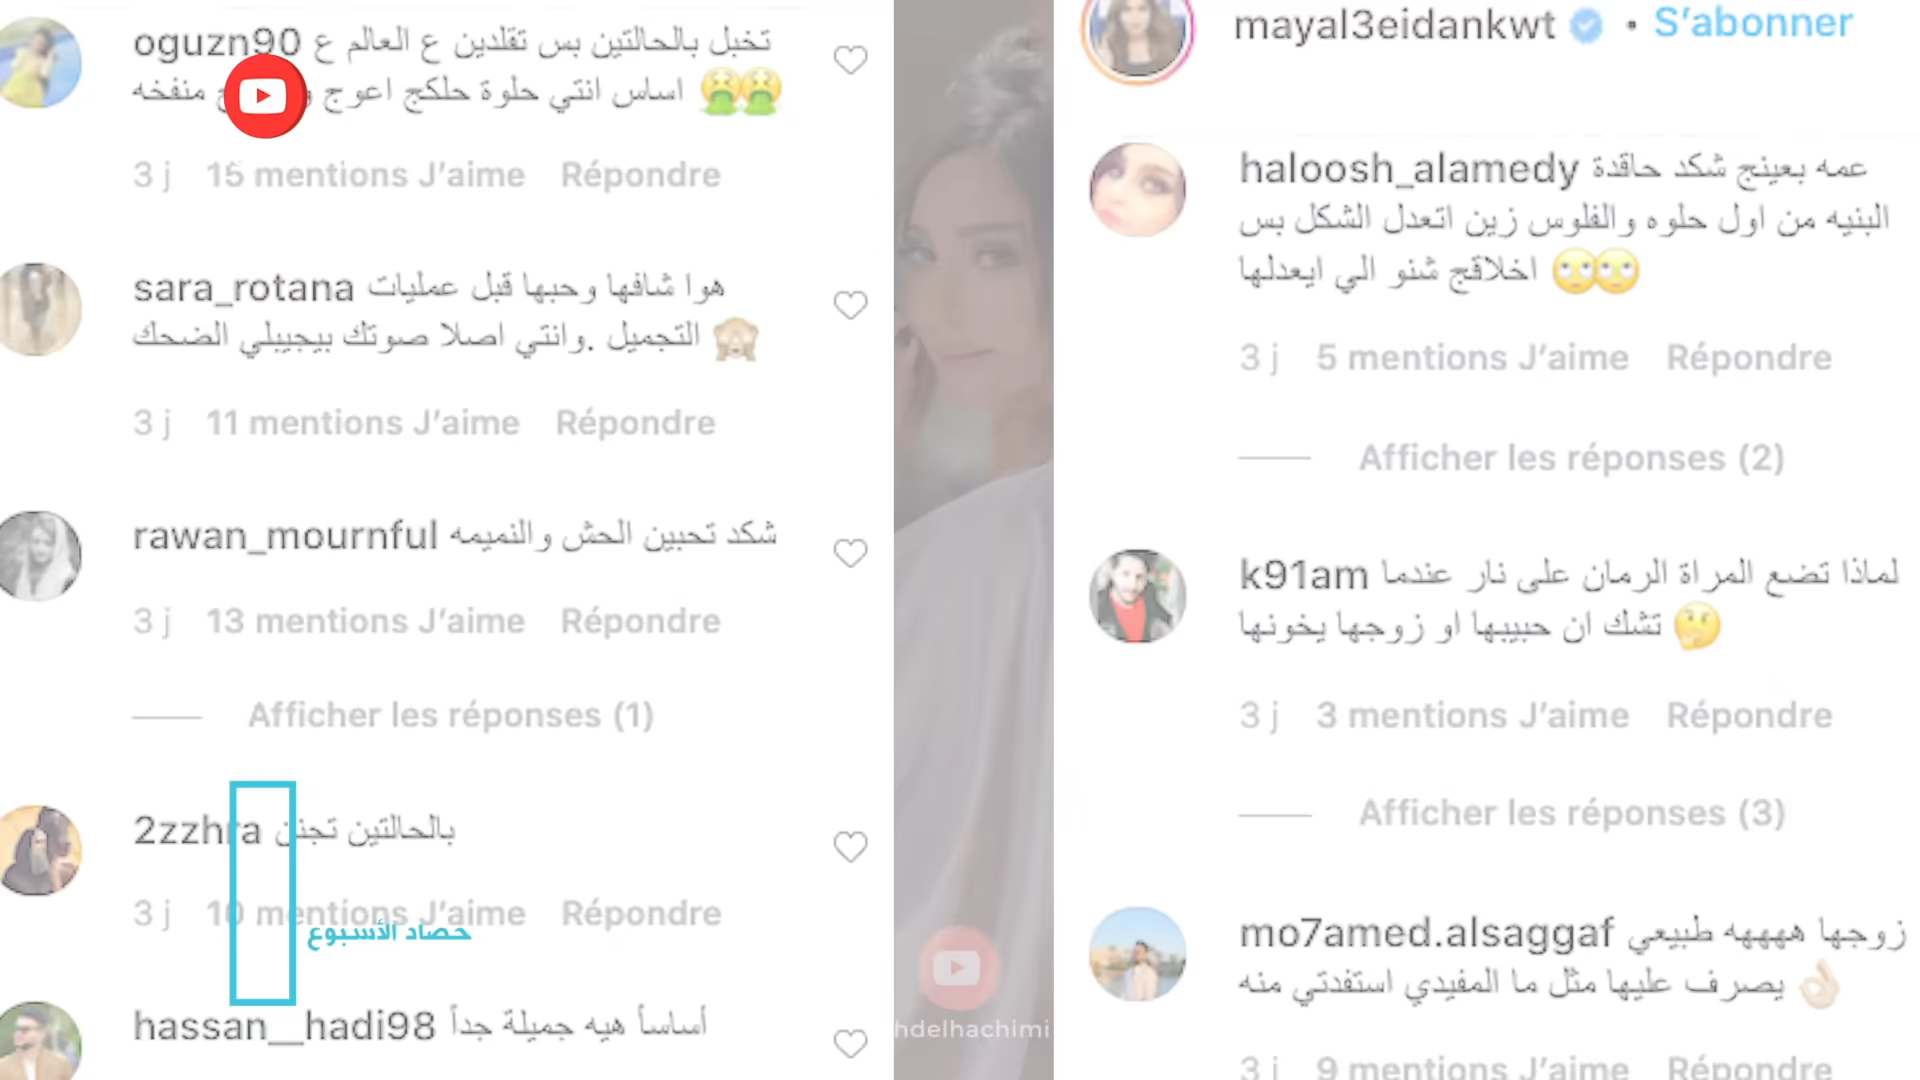 oguzn90 تخبل بالحالتين بس تقلدين ع العالم ع
اساس انتي حلوة حلكج اعوج منفخه 🤮🤮
3 j 15 mentions J'aime Répondre
sara_rotana هوا شافها وحبها قبل عمليات
التجميل .وانتي اصلا صوتك بيجيبلي الضحك 🙈
3 j 11 mentions J'aime Répondre
rawan_mournful شكد تحبين الحش والنميمه
3 j 13 mentions J'aime Répondre
Afficher les réponses (1)
2zzhra بالحالتين تجنن
3 j 10 mentions J'aime Répondre
حصاد الأسبوع
hassan__hadi98 أساساً هيه جميلة جداً
hdelhachimi
mayal3eidankwt • S'abonner
haloosh_alamedy عمه بعينج شكد حاقدة
البنيه من اول حلوه والفلوس زين اتعدل الشكل بس
اخلاقج شنو الي ايعدلها 🙄🙄
3 j 5 mentions J'aime Répondre
Afficher les réponses (2)
k91am لماذا تضع المراة الرمان على نار عندما
تشك ان حبيبها او زوجها يخونها 🤔
3 j 3 mentions J'aime Répondre
Afficher les réponses (3)
mo7amed.alsaggaf زوجها هههه طبيعي
يصرف عليها مثل ما المفيدي استفدتي منه 👌🏻
3 j 9 mentions J'aime Répondre